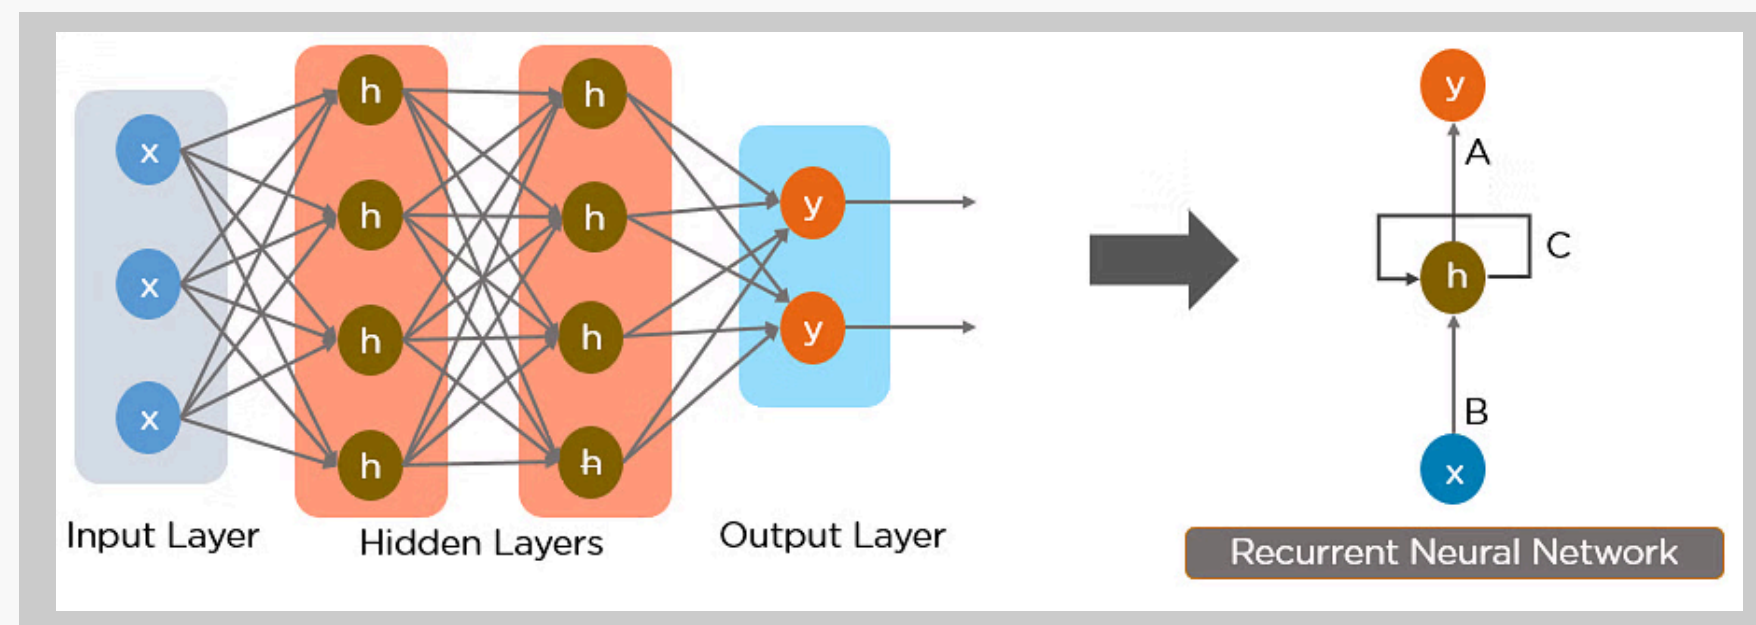 x
x
x
h
h
h
h
h
h
h
h
y
y
Input Layer
Hidden Layers
Output Layer
y
A
C
h
B
x
Recurrent Neural Network